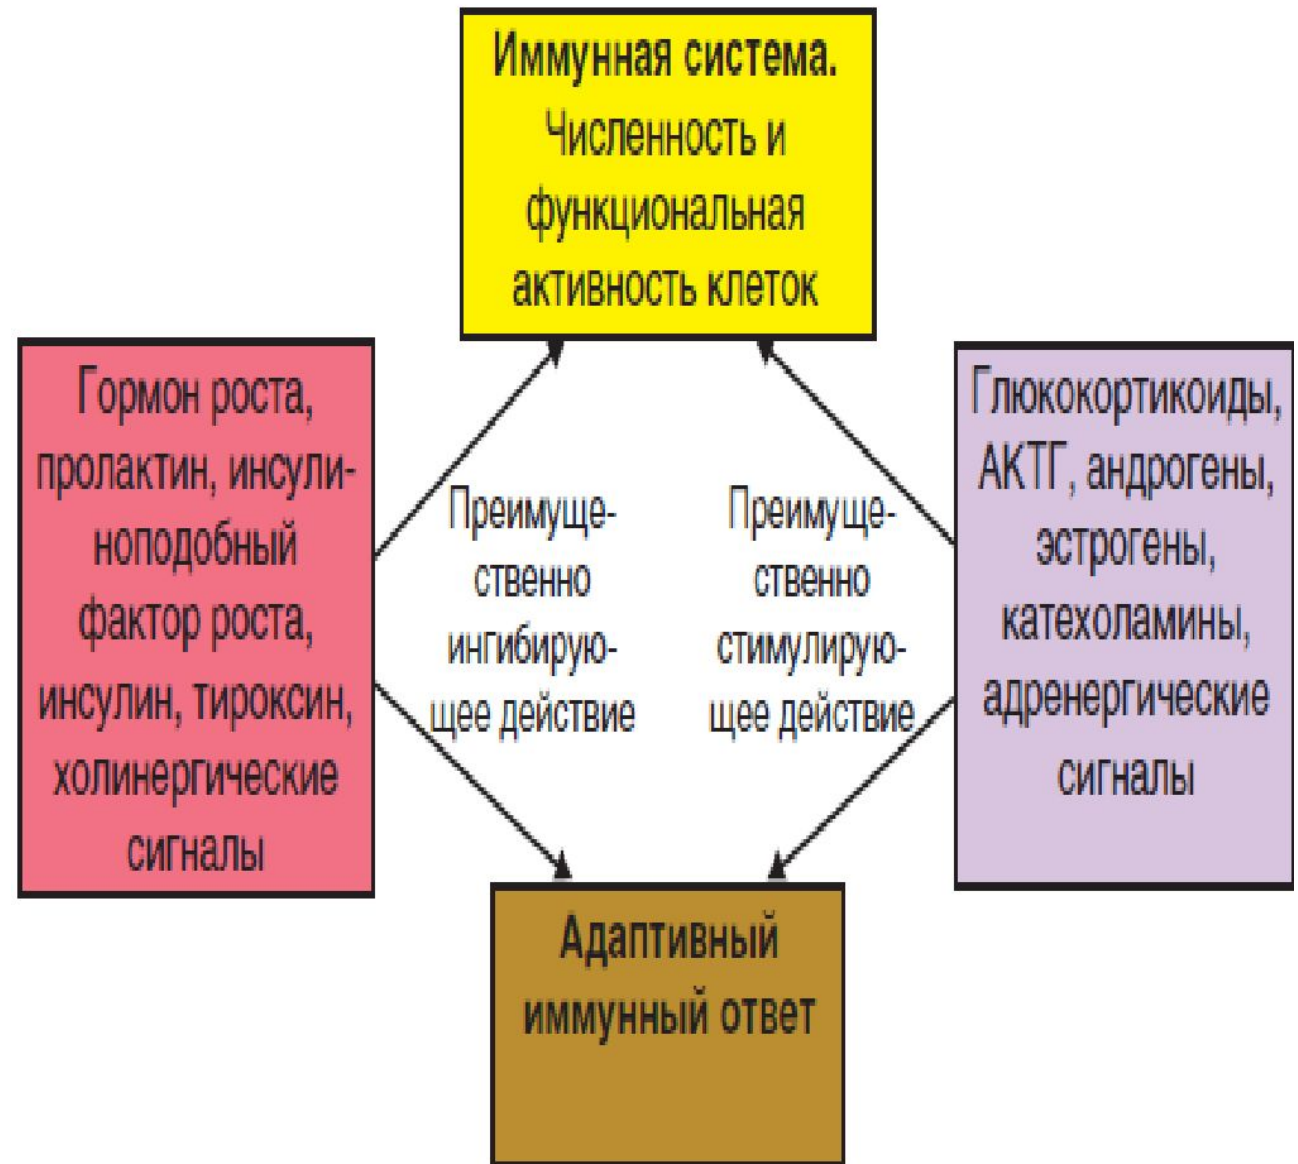 Иммунная система.
Численность и
функциональная
активность клеток
Гормон роста,
пролактин, инсули-
ноподобный
фактор роста,
инсулин, тироксин,
холинергические
сигналы
Преимуще-
ственно
ингибирую-
щее действие
Преимуще-
ственно
стимулирую-
щее действие
Глюкокортикоиды,
АКТГ, андрогены,
эстрогены,
катехоламины,
адренергические
сигналы
Адаптивный
иммунный ответ